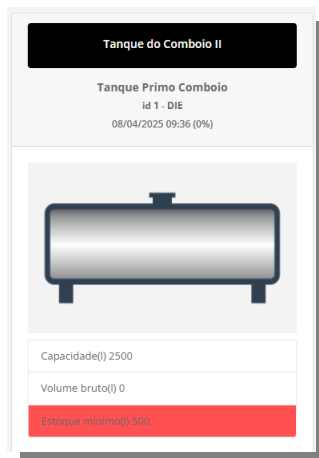 Tanque do Comboio II
Tanque Primo Comboio
id 1 - DIE
08/04/2025 09:36 (0%)
Capacidade(l) 2500
Volume bruto(l) 0
Estoque mínimo(l) 500